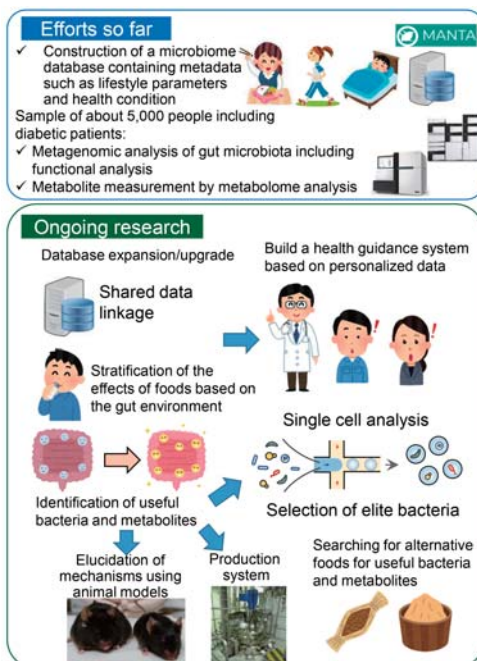 Efforts so far
MANTA
✓ Construction of a microbiome
database containing metadata
such as lifestyle parameters
and health condition
Sample of about 5,000 people including
diabetic patients:
✓ Metagenomic analysis of gut microbiota including
functional analysis
✓ Metabolite measurement by metabolome analysis
Ongoing research
Database expansion/upgrade
Shared data
linkage
Build a health guidance system
based on personalized data
Stratification of the
effects of foods based on
the gut environment
Single cell analysis
Identification of useful
bacteria and metabolites
Selection of elite bacteria
Elucidation of
mechanisms using
animal models
Production
system
Searching for alternative
foods for useful bacteria
and metabolites